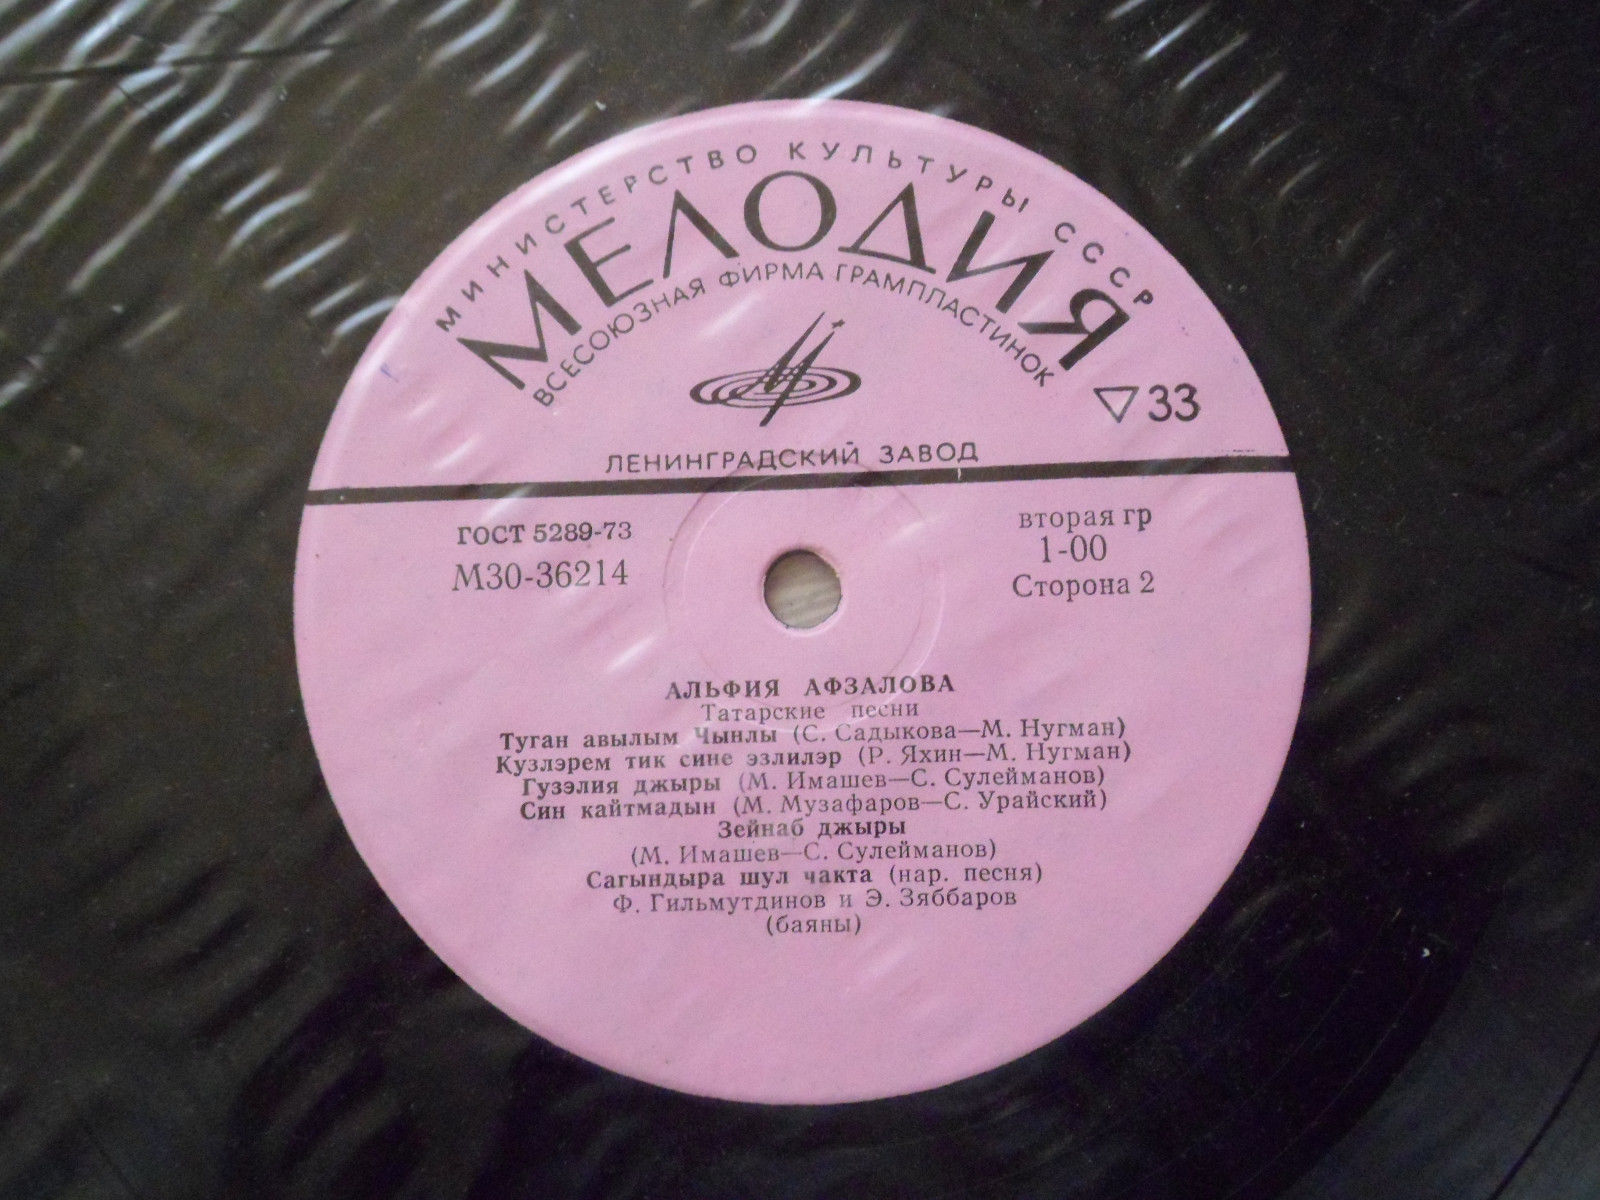 МИНИСТЕРСТВО КУЛЬТУРЫ СССР
МЕЛОДИЯ
ВСЕСОЮЗНАЯ ФИРМА ГРАМПЛАСТИНОК
33
ЛЕНИНГРАДСКИЙ ЗАВОД
ГОСТ 5289-73
М30-36214
вторая гр
1-00
Сторона 2
АЛЬФИЯ АФЗАЛОВА
Татарские песни
Туган авылым Чынлы (С. Садыкова—М. Нугман)
Кузлэрем тик сине эзлилэр (Р. Яхин—М. Нугман)
Гузэлия джыры (М. Имашев—С. Сулейманов)
Син кайтмадын (М. Музафаров—С. Урайский)
Зейнаб джыры
(М. Имашев—С. Сулейманов)
Сагындыра шул чакта (нар. песня)
Ф. Гильмутдинов и Э. Зяббаров
(баяны)